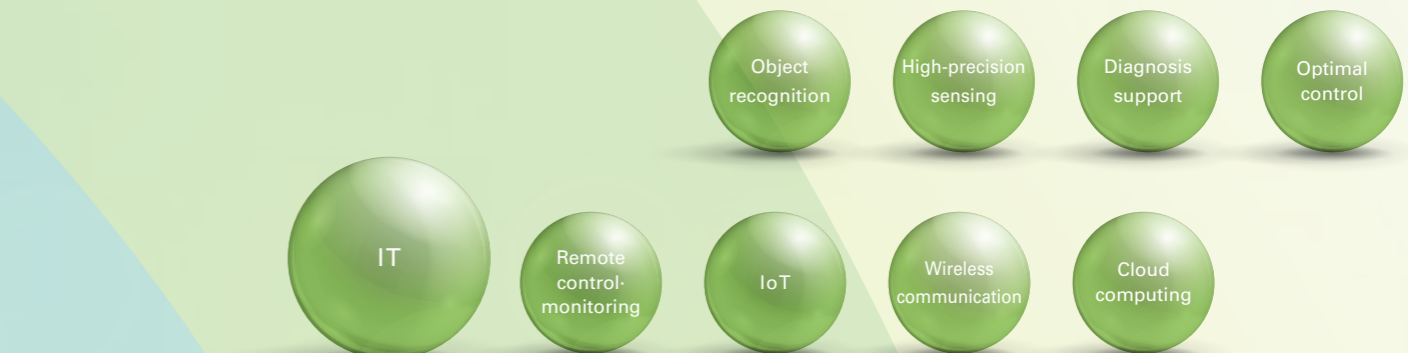 Object
recognition
High-precision
sensing
Diagnosis
support
Optimal
control
IT
Remote
control·
monitoring
IoT
Wireless
communication
Cloud
computing